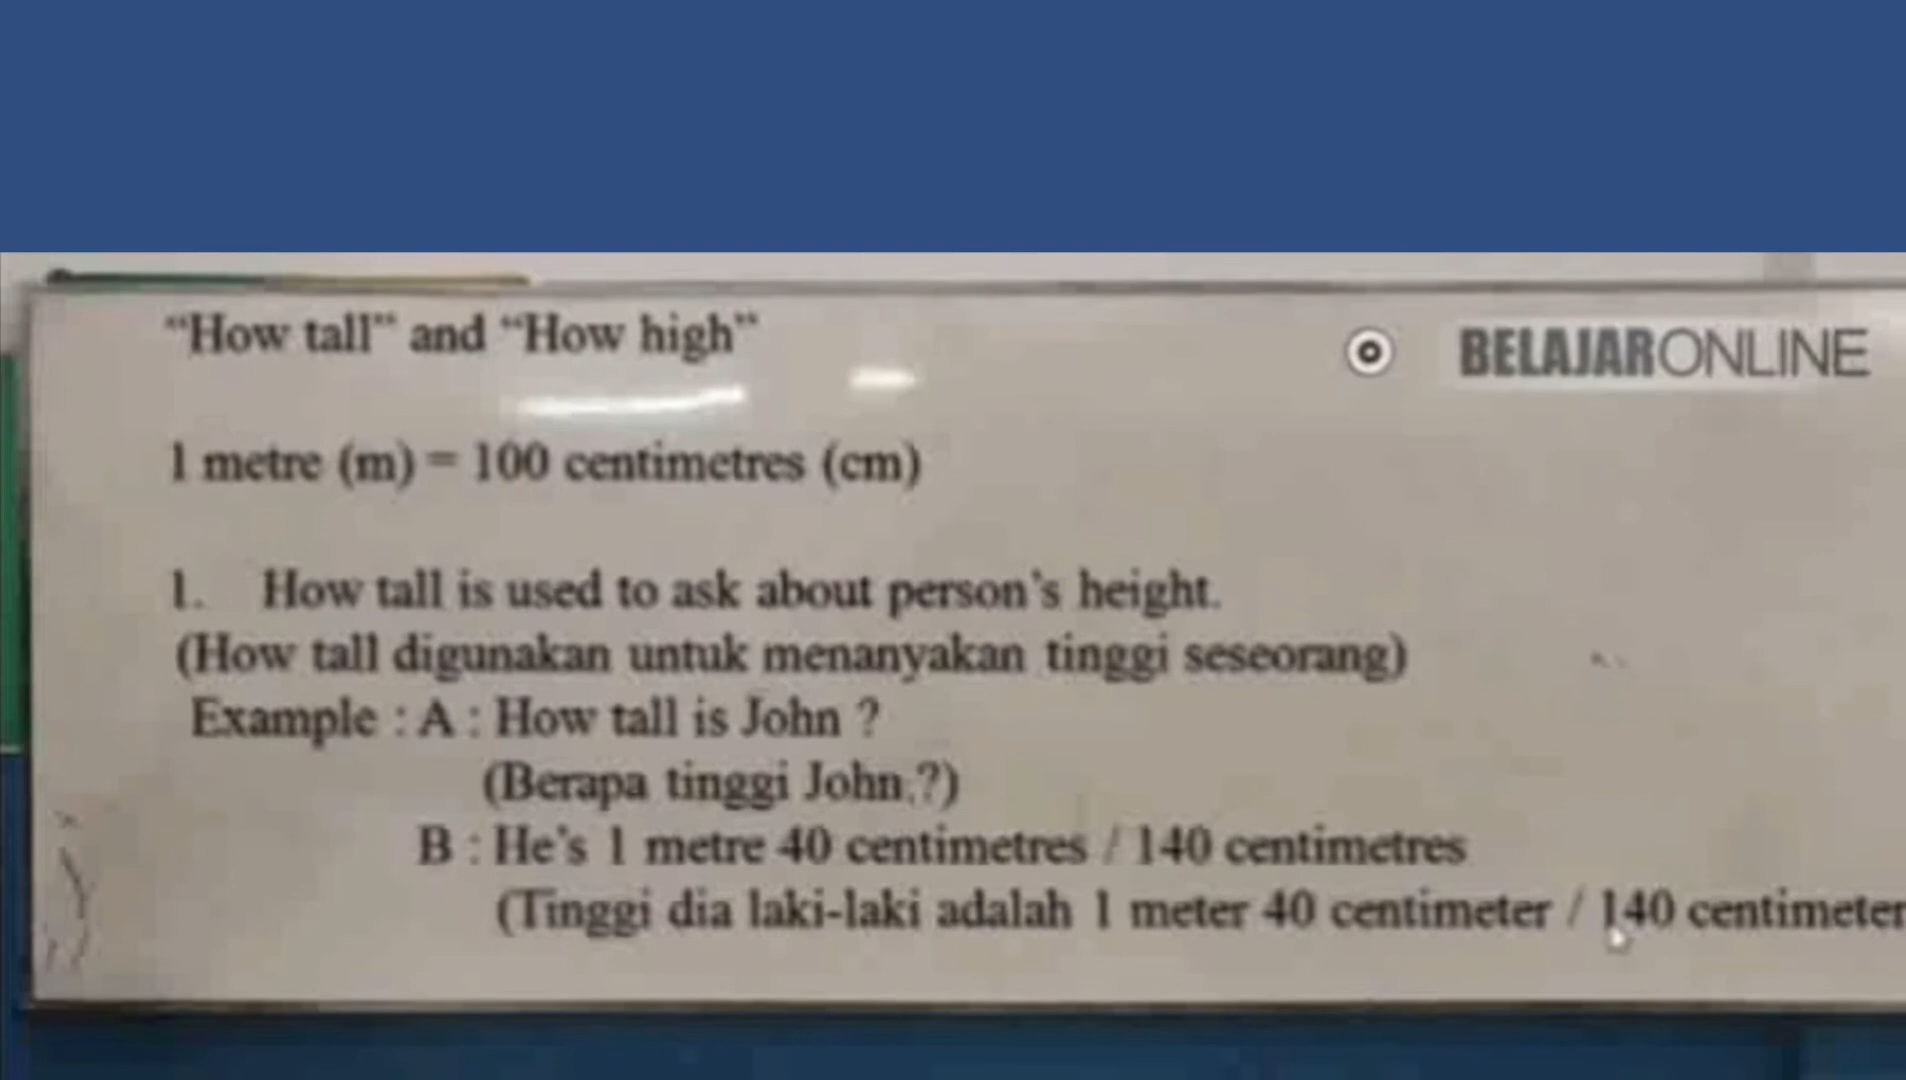 “How tall” and “How high”
BELAJARONLINE
1 metre (m) = 100 centimetres (cm)
1. How tall is used to ask about person's height.
(How tall digunakan untuk menanyakan tinggi seseorang)
Example : A : How tall is John ?
(Berapa tinggi John.?)
B : He's 1 metre 40 centimetres / 140 centimetres
(Tinggi dia laki-laki adalah 1 meter 40 centimeter / 140 centimeter